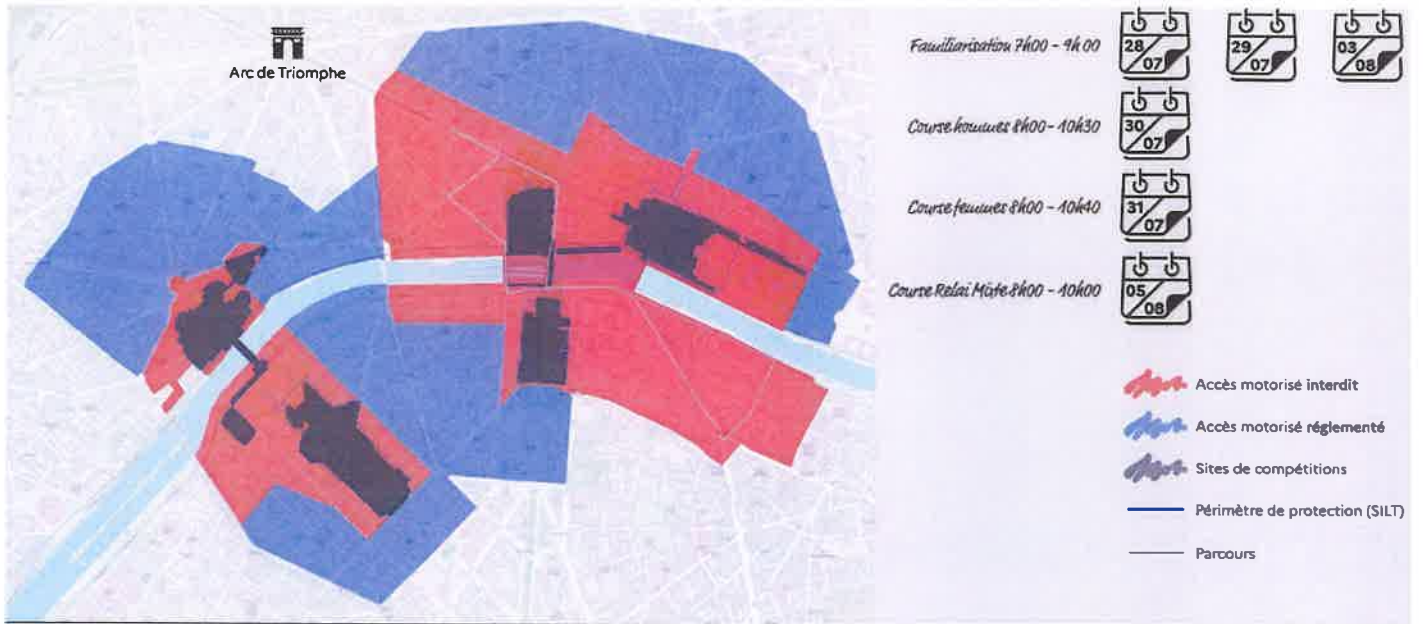 Arc de Triomphe
Familiarisation 7h00 - 9h00
28/07
29/07
03/08
Course hommes 8h00 - 10h30
30/07
Course femmes 8h00 - 10h40
31/07
Course Relai Mixte 8h00 - 10h00
05/08
Accès motorisé interdit
Accès motorisé réglementé
Sites de compétitions
Périmètre de protection (SILT)
Parcours